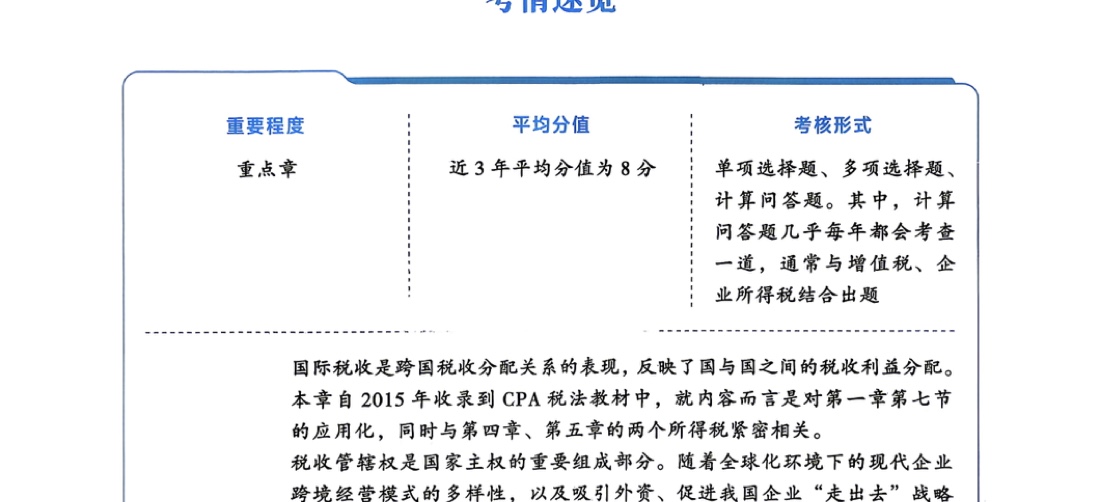 考情速览
重要程度
平均分值
考核形式
重点章
近 3 年平均分值为 8 分
单项选择题、多项选择题、
计算问答题。其中，计算
问答题几乎每年都会考查
一道，通常与增值税、企
业所得税结合出题
国际税收是跨国税收分配关系的表现，反映了国与国之间的税收利益分配。
本章自 2015 年收录到 CPA 税法教材中，就内容而言是对第一章第七节
的应用化，同时与第四章、第五章的两个所得税紧密相关。
税收管辖权是国家主权的重要组成部分。随着全球化环境下的现代企业
跨境经营模式的多样性，以及吸引外资、促进我国企业“走出去”战略